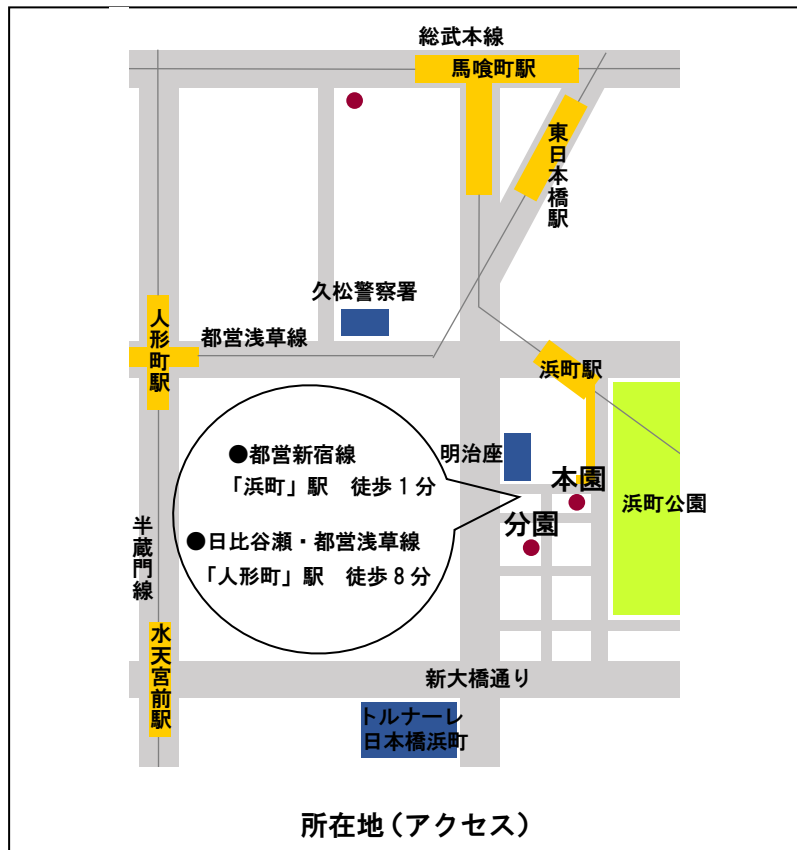 総武本線
馬喰町駅
東日本橋駅
久松警察署
人形町駅
都営浅草線
浜町駅
●都営新宿線
「浜町」駅 徒歩1分
明治座
本園
浜町公園
分園
●日比谷瀬・都営浅草線
「人形町」駅 徒歩8分
半蔵門線
水天宮前駅
新大橋通り
トルナーレ
日本橋浜町
所在地(アクセス)